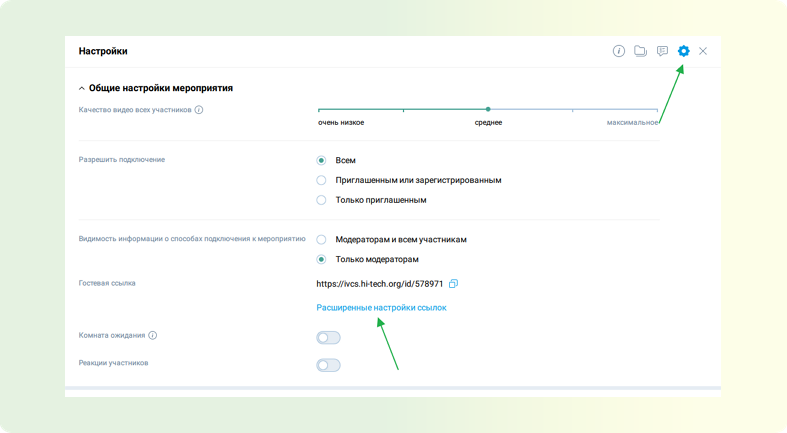 Настройки
Общие настройки мероприятия
Качество видео всех участников
очень низкое среднее максимальное
Разрешить подключение
Всем
Приглашенным или зарегистрированным
Только приглашенным
Видимость информации о способах подключения к мероприятию
Модераторам и всем участникам
Только модераторам
Гостевая ссылка
https://ivcs.hi-tech.org/id/578971
Расширенные настройки ссылок
Комната ожидания
Реакции участников